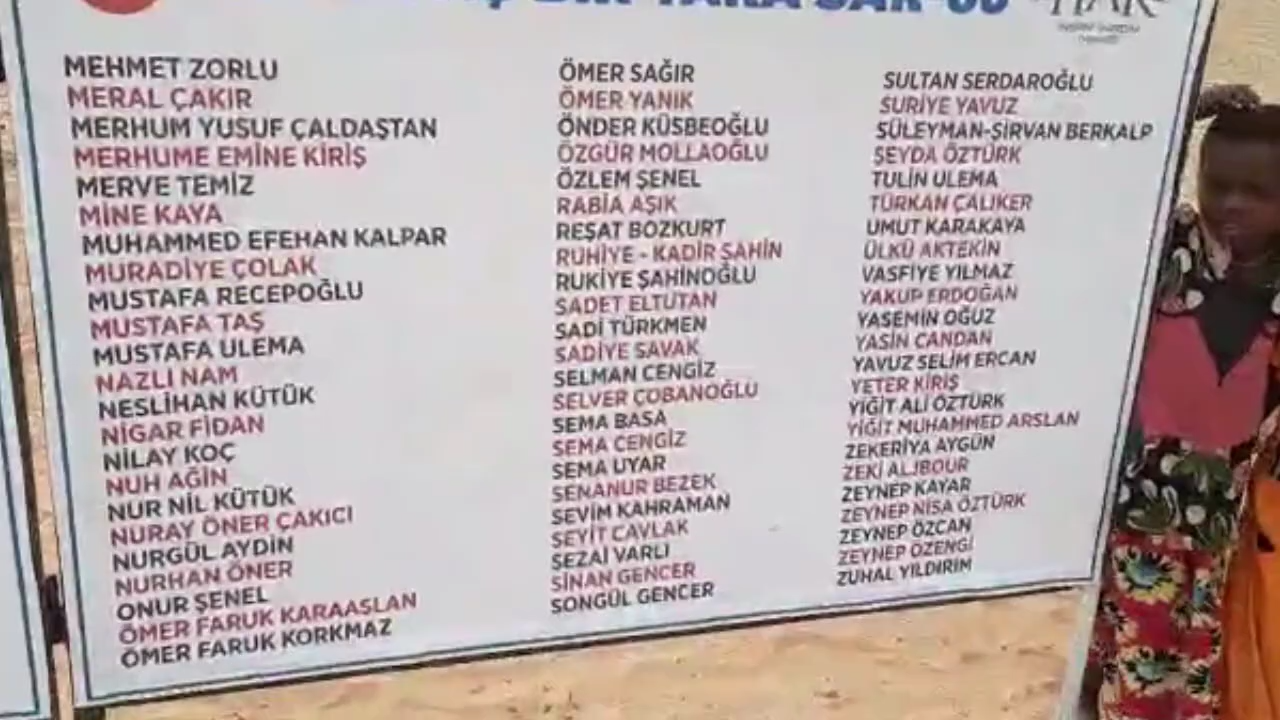 BİR YARA SAR-60
HAK
MEHMET ZORLU
MERAL ÇAKIR
MERHUM YUSUF ÇALDAŞTAN
MERHUME EMİNE KİRİŞ
MERVE TEMİZ
MİNE KAYA
MUHAMMED EFEHAN KALPAR
MURADİYE ÇOLAK
MUSTAFA RECEPOĞLU
MUSTAFA TAŞ
MUSTAFA ULEMA
NAZLI NAM
NESLİHAN KÜTÜK
NİGAR FİDAN
NİLAY KOÇ
NUH AĞIN
NUR NİL KÜTÜK
NURAY ÖNER ÇAKICI
NURGÜL AYDIN
NURHAN ÖNER
ONUR ŞENEL
ÖMER FARUK KARAASLAN
ÖMER FARUK KORKMAZ
ÖMER SAĞIR
ÖMER YANIK
ÖNDER KÜSBEOĞLU
ÖZGÜR MOLLAOĞLU
ÖZLEM ŞENEL
RABİA AŞIK
REŞAT BOZKURT
RUHİYE - KADİR ŞAHİN
RUKİYE ŞAHİNOĞLU
SADET ELTUTAN
SADİ TÜRKMEN
SADİYE SAVAK
SELMAN CENGİZ
SELVER ÇOBANOĞLU
SEMA BASA
SEMA CENGİZ
SEMA UYAR
SENANUR BEZEK
SEVİM KAHRAMAN
SEYİT CAVLAK
SEZAİ VARLI
SİNAN GENCER
SONGÜL GENCER
SULTAN SERDAROĞLU
SURİYE YAVUZ
SÜLEYMAN-ŞİRVAN BERKALP
ŞEYDA ÖZTÜRK
TULİN ULEMA
TÜRKAN ÇALIKER
UMUT KARAKAYA
ÜLKÜ AKTEKİN
VASFİYE YILMAZ
YAKUP ERDOĞAN
YASEMİN OĞUZ
YASİN CANDAN
YAVUZ SELİM ERCAN
YETER KİRİŞ
YİĞİT ALİ ÖZTÜRK
YİĞİT MUHAMMED ARSLAN
ZEKERİYA AYGÜN
ZEKİ ALJBOUR
ZEYNEP KAYAR
ZEYNEP NİSA ÖZTÜRK
ZEYNEP ÖZCAN
ZEYNEP ÖZENGİ
ZUHAL YILDIRIM